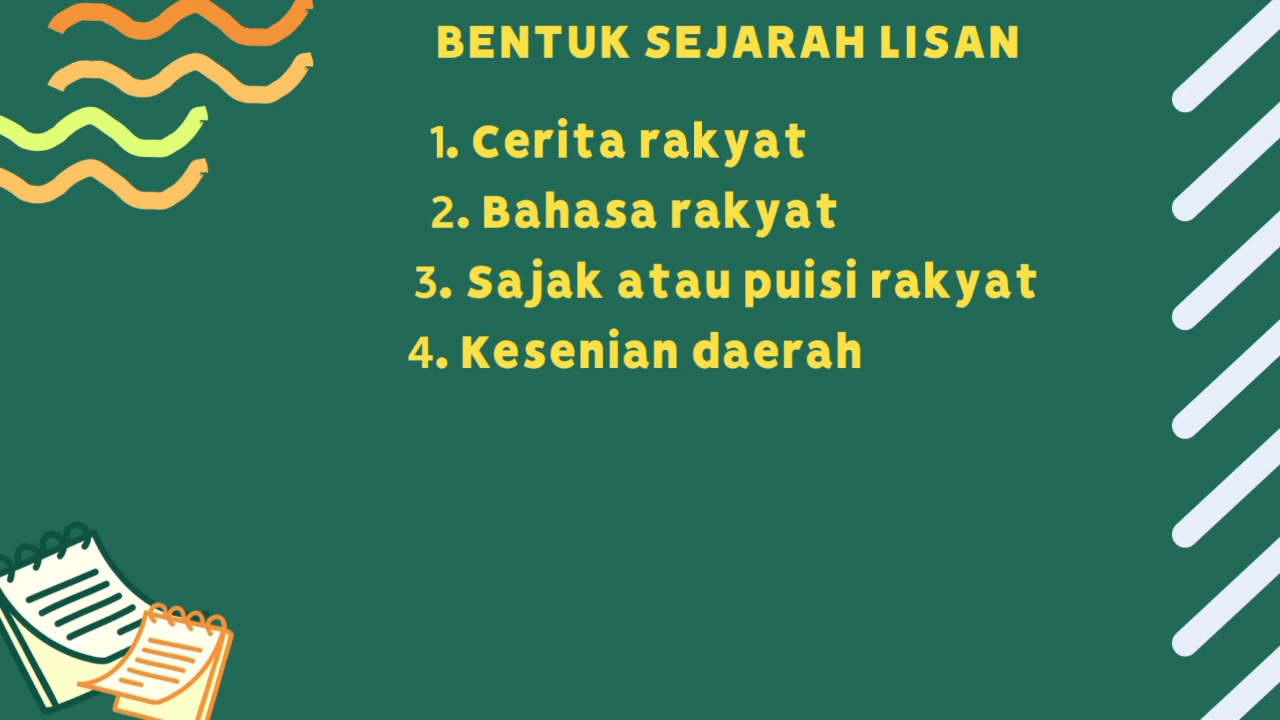 BENTUK SEJARAH LISAN
1. Cerita rakyat
2. Bahasa rakyat
3. Sajak atau puisi rakyat
4. Kesenian daerah